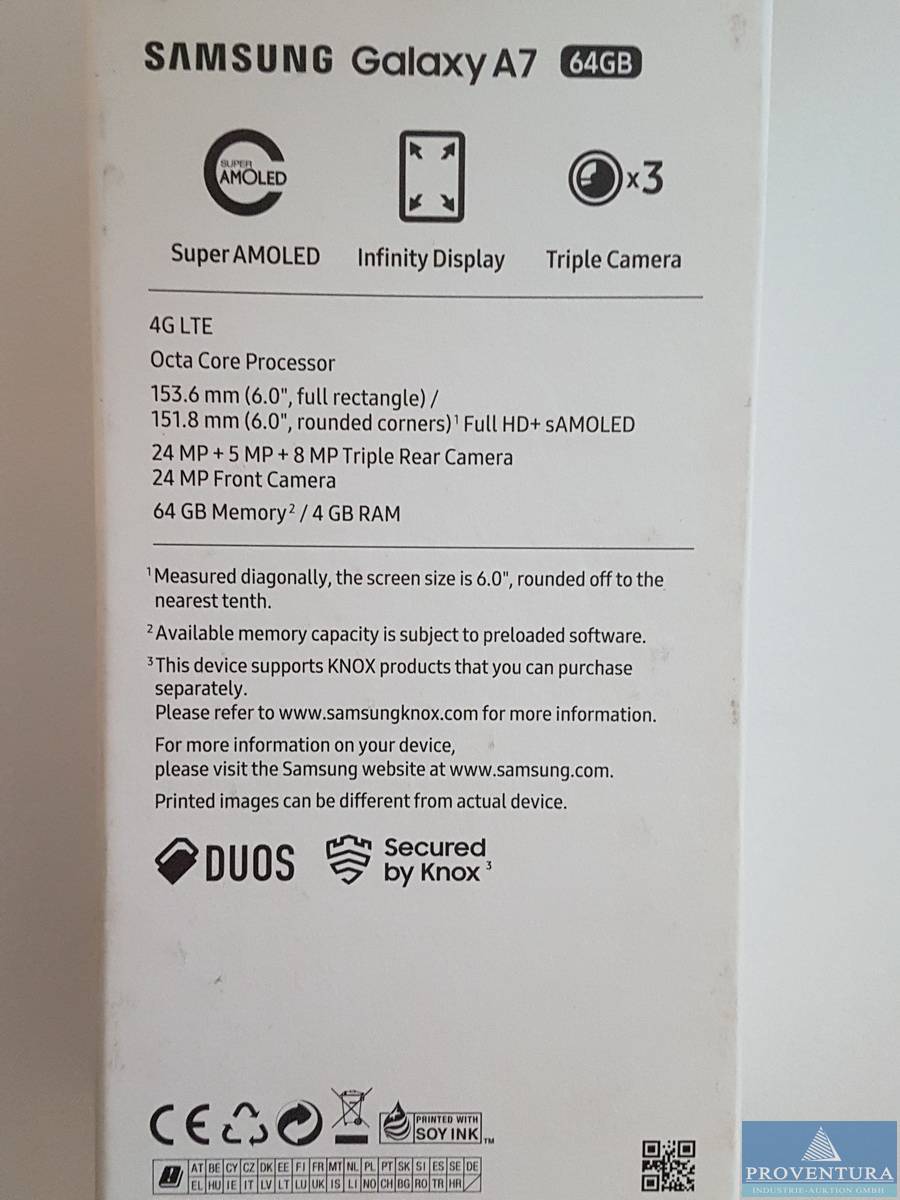 SAMSUNG Galaxy A7 64GB
SUPER
AMOLED
x3
Super AMOLED Infinity Display Triple Camera
4G LTE
Octa Core Processor
153.6 mm (6.0", full rectangle) /
151.8 mm (6.0", rounded corners)¹ Full HD+ sAMOLED
24 MP + 5 MP + 8 MP Triple Rear Camera
24 MP Front Camera
64 GB Memory² / 4 GB RAM
¹Measured diagonally, the screen size is 6.0", rounded off to the
nearest tenth.
²Available memory capacity is subject to preloaded software.
³This device supports KNOX products that you can purchase
separately.
Please refer to www.samsungknox.com for more information.
For more information on your device,
please visit the Samsung website at www.samsung.com.
Printed images can be different from actual device.
DUOS Secured
by Knox³
CE PRINTED WITH
SOY INK™
AT BE CY CZ DK EE FI FR MT NL PL PT SK SI ES SE DE
EL HU IE IT LV LT LU UK IS LI NO CH BG RO TR HR
PROVENTURA
INDUSTRIE-AUKTION GMBH